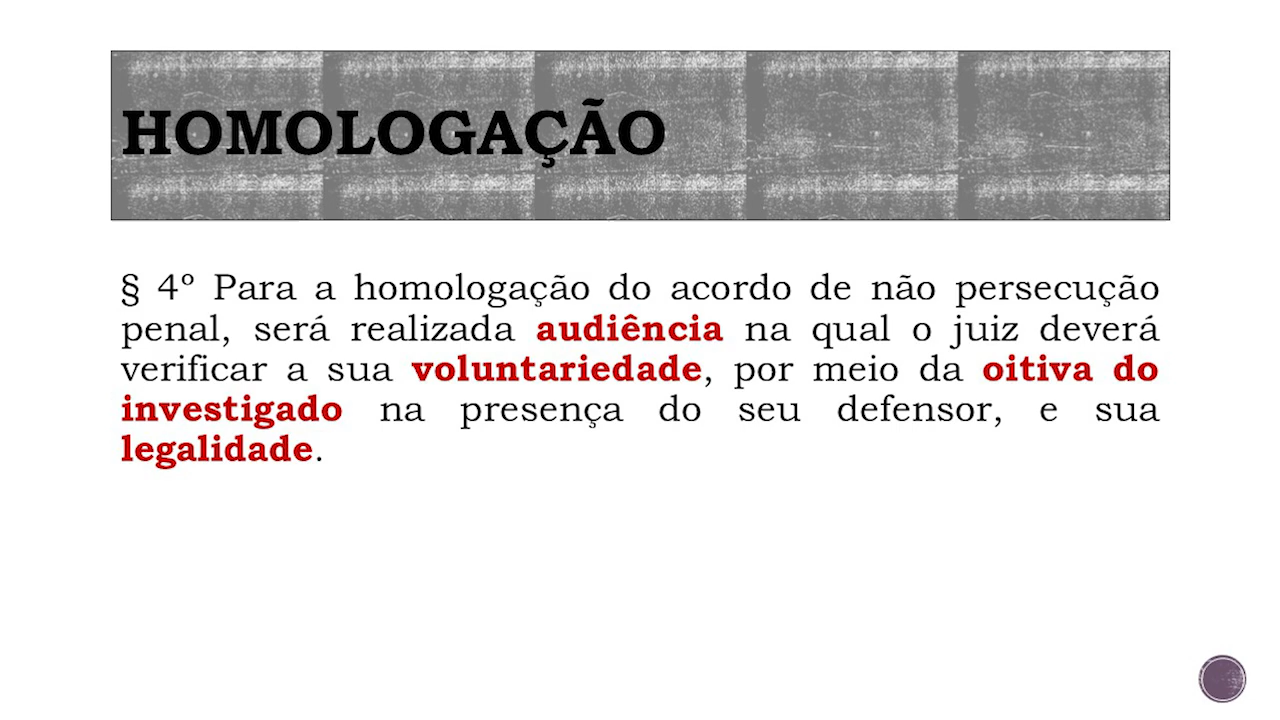 HOMOLOGAÇÃO
§ 4º Para a homologação do acordo de não persecução
penal, será realizada audiência na qual o juiz deverá
verificar a sua voluntariedade, por meio da oitiva do
investigado na presença do seu defensor, e sua
legalidade.